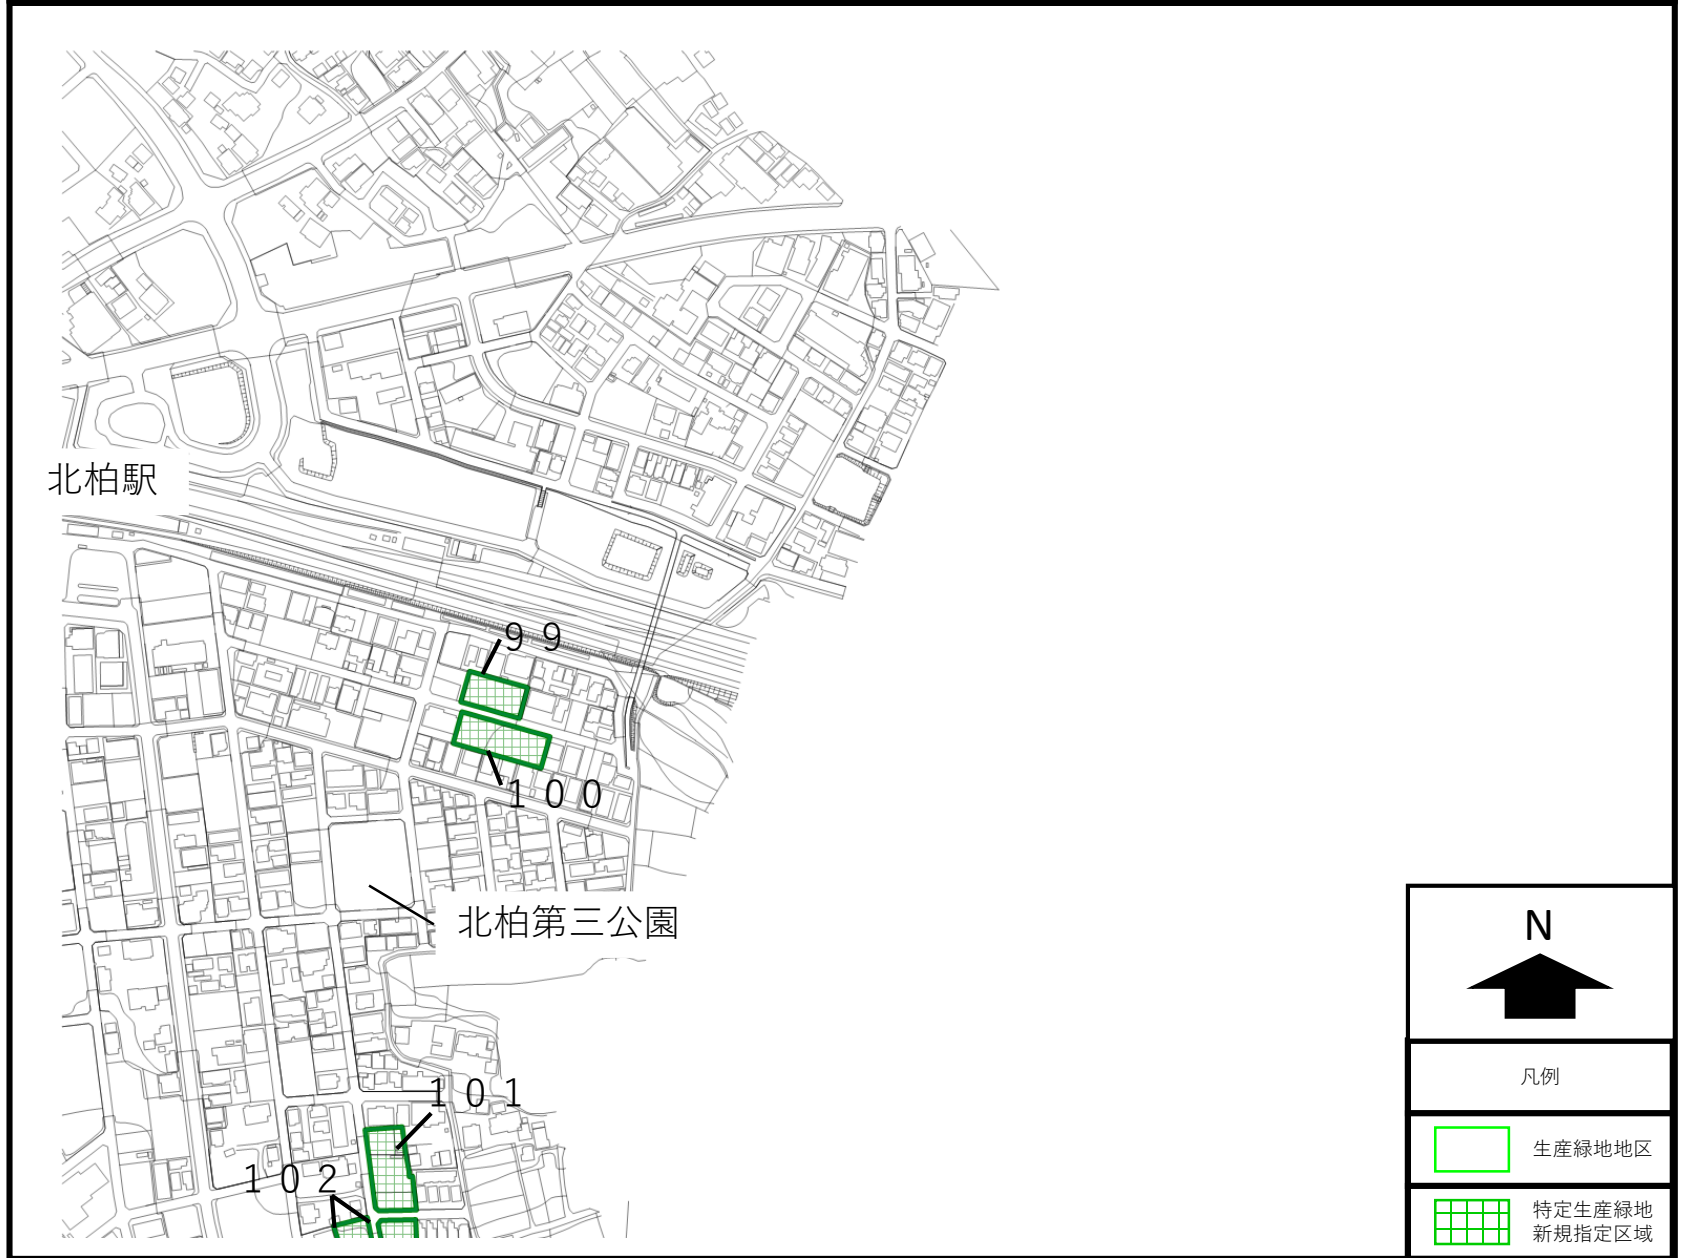 北柏駅
９９
１００
北柏第三公園
１０１
１０２
N
凡例
生産緑地地区
特定生産緑地
新規指定区域